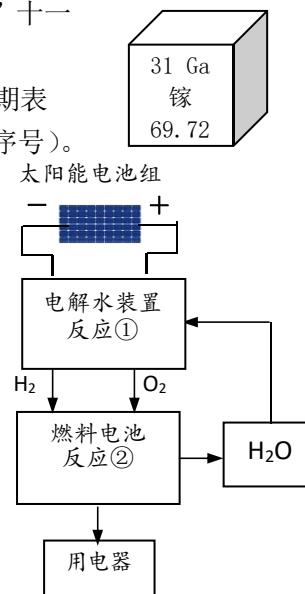 十一
31 Ga
镓
69.72
期表
序号)。
太阳能电池组
— +
电解水装置
反应①
H2 O2
燃料电池
反应②
H2O
用电器